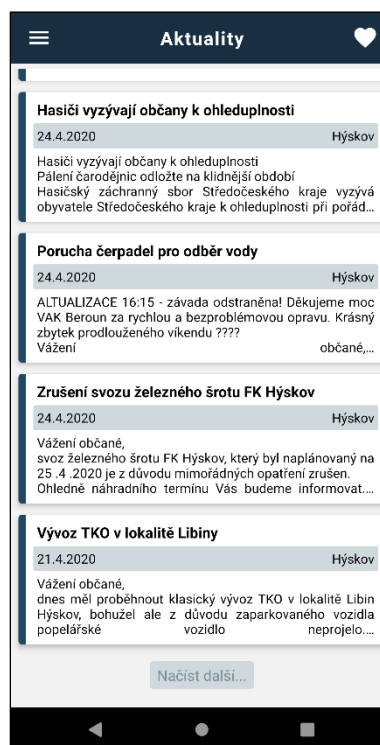 Aktuality
Hasiči vyzývají občany k ohleduplnosti
24.4.2020 Hýskov
Hasiči vyzývají občany k ohleduplnosti
Pálení čarodějnic odložte na klidnější období
Hasičský záchranný sbor Středočeského kraje vyzývá
obyvatele Středočeského kraje k ohleduplnosti při pořád...
Porucha čerpadel pro odběr vody
24.4.2020 Hýskov
ALTUALIZACE 16:15 - závada odstraněna! Děkujeme moc
VAK Beroun za rychlou a bezproblémovou opravu. Krásný
zbytek prodlouženého víkendu ????
Vážení občané,...
Zrušení svozu železného šrotu FK Hýskov
24.4.2020 Hýskov
Vážení občané,
svoz železného šrotu FK Hýskov, který byl naplánovaný na
25 .4 .2020 je z důvodu mimořádných opatření zrušen.
Ohledně náhradního termínu Vás budeme informovat....
Vývoz TKO v lokalitě Libiny
21.4.2020 Hýskov
Vážení občané,
dnes měl proběhnout klasický vývoz TKO v lokalitě Libin
Hýskov, bohužel ale z důvodu zaparkovaného vozidla
popelářské vozidlo neprojelo....
Načíst další...